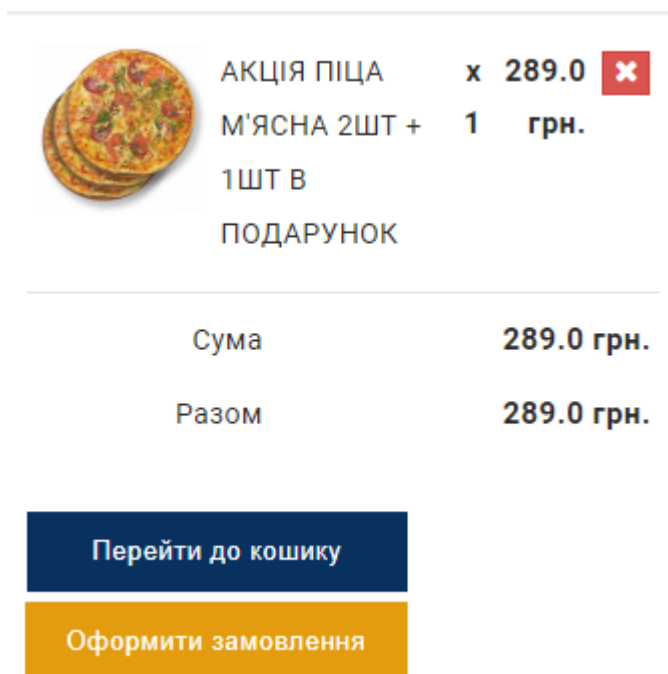 АКЦІЯ ПІЦА x 289.0
М'ЯСНА 2ШТ + 1 грн.
1ШТ В
ПОДАРУНОК
Сума 289.0 грн.
Разом 289.0 грн.
Перейти до кошику
Оформити замовлення